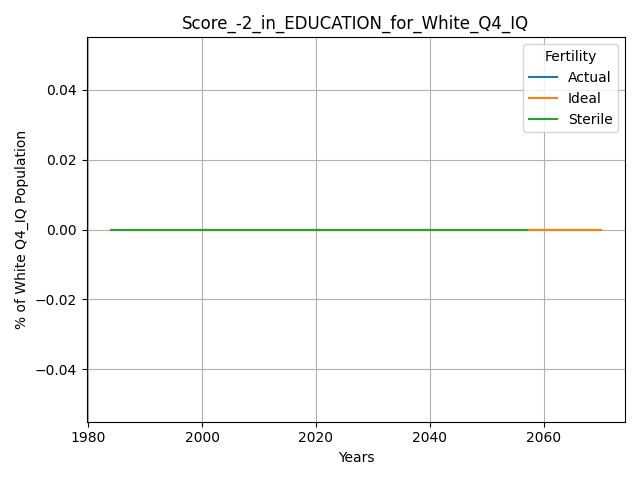 Score_-2_in_EDUCATION_for_White_Q4_IQ
Fertility
Actual
Ideal
Sterile
% of White Q4_IQ Population
0.04
0.02
0.00
−0.02
−0.04
1980 2000 2020 2040 2060
Years